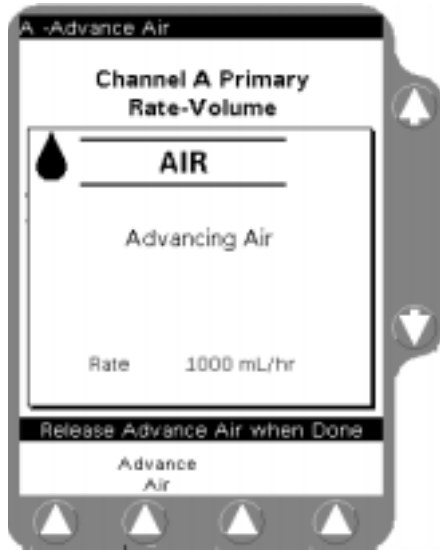 A -Advance Air
Channel A Primary
Rate-Volume
AIR
Advancing Air
Rate 1000 mL/hr
Release Advance Air when Done
Advance
Air